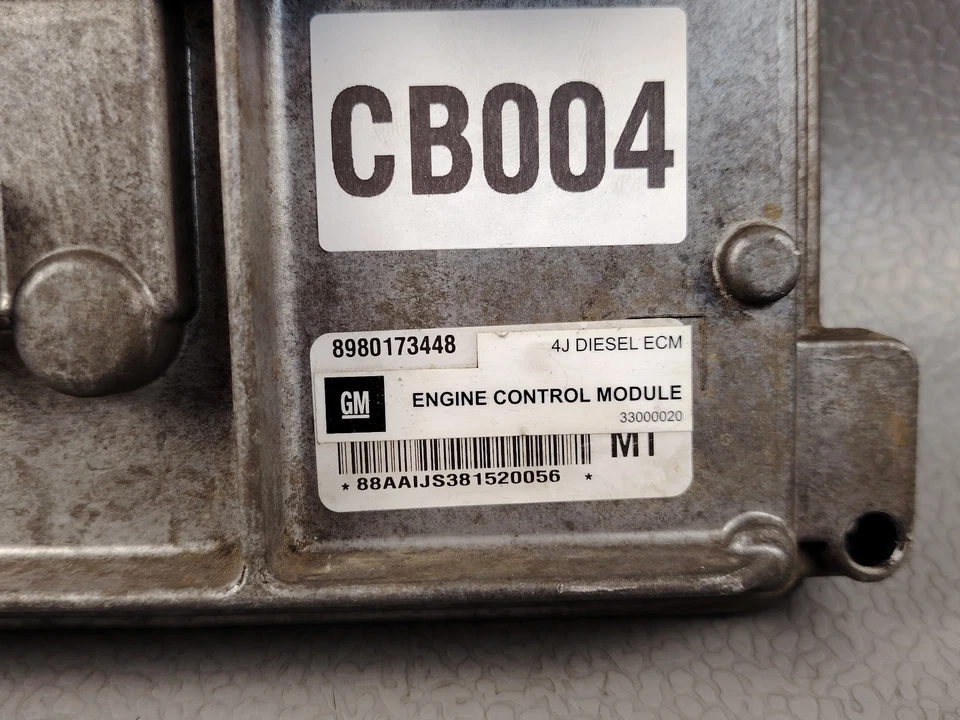 CB004
8980173448
4J DIESEL ECM
GM
ENGINE CONTROL MODULE
33000020
MT
*88AAIJS381520056 *